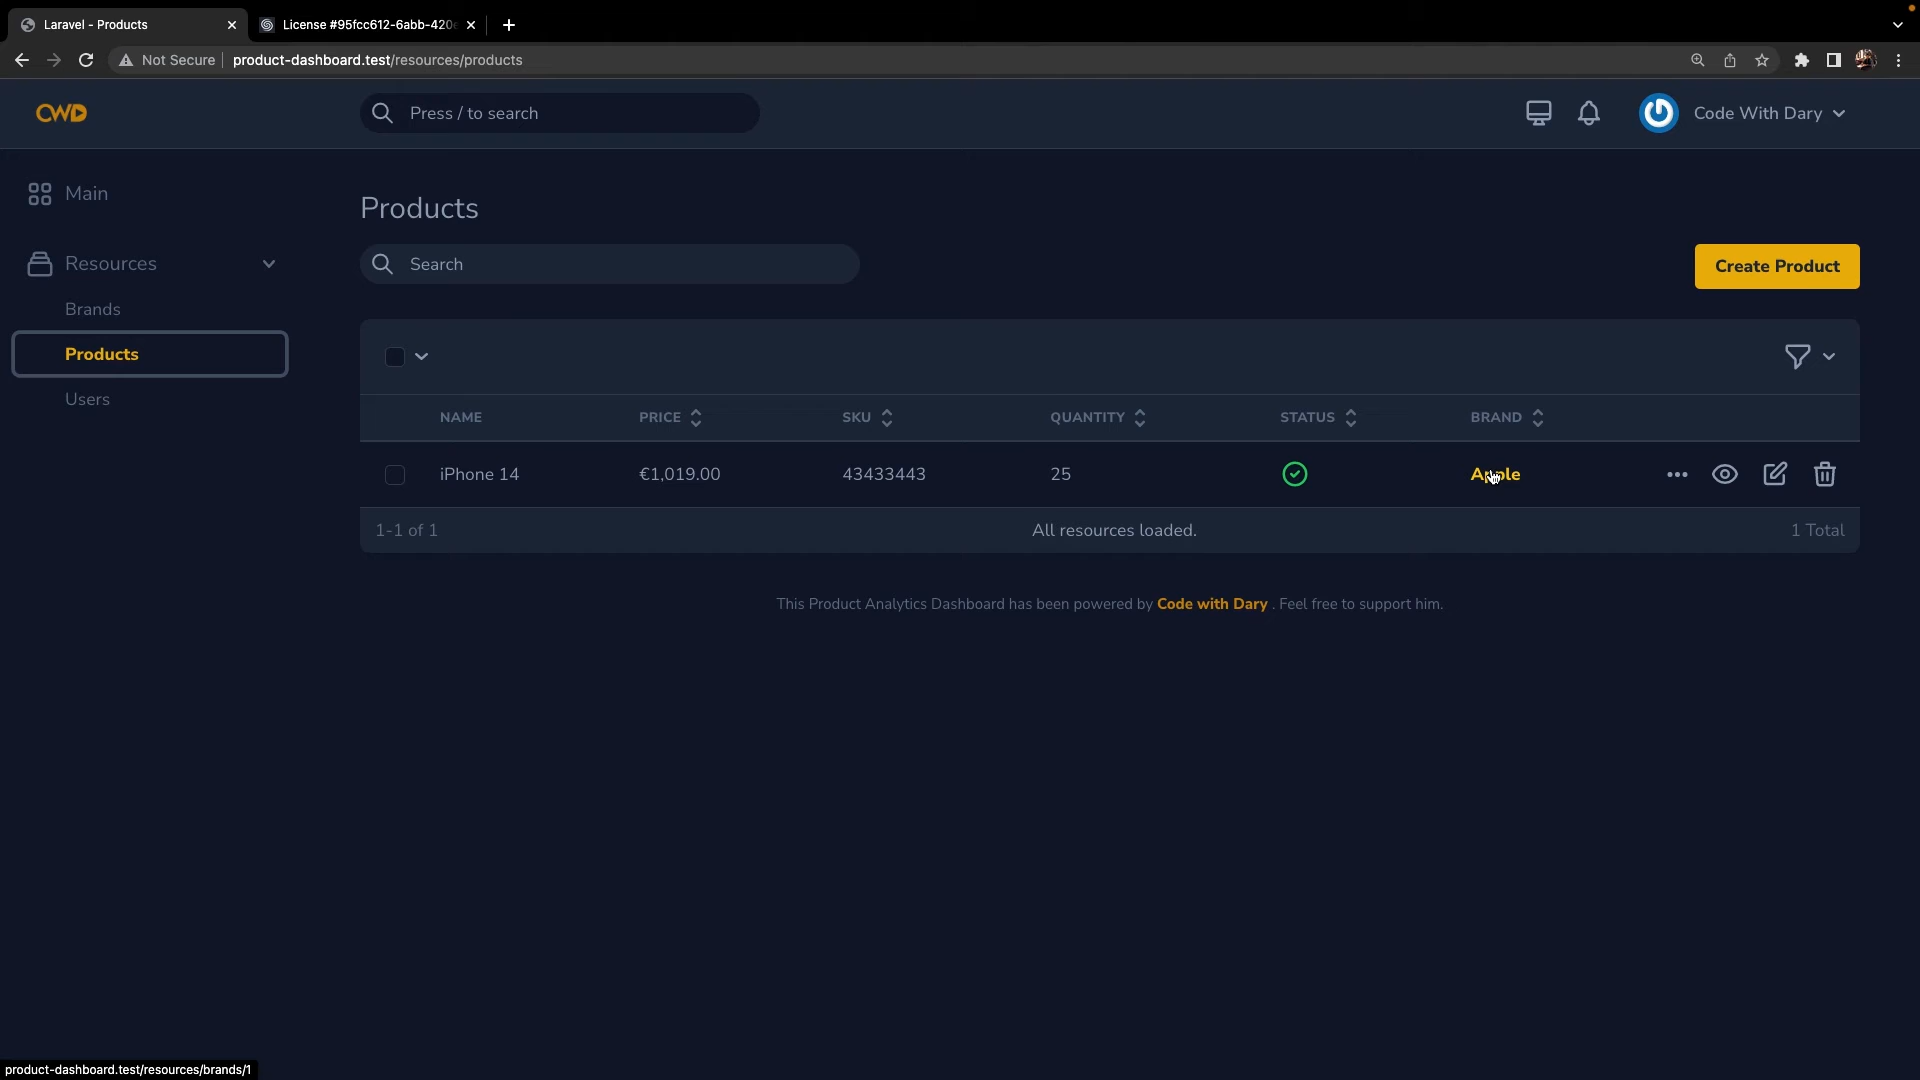 Laravel - Products
License #95fcc612-6abb-420e
Not Secure
product-dashboard.test/resources/products
CWD
Press / to search
Code With Dary
Main
Resources
Brands
Products
Users
Products
Search
Create Product
NAME PRICE SKU QUANTITY STATUS BRAND
iPhone 14 €1,019.00 43433443 25 Apple
1-1 of 1 All resources loaded. 1 Total
This Product Analytics Dashboard has been powered by Code with Dary . Feel free to support him.
product-dashboard.test/resources/brands/1